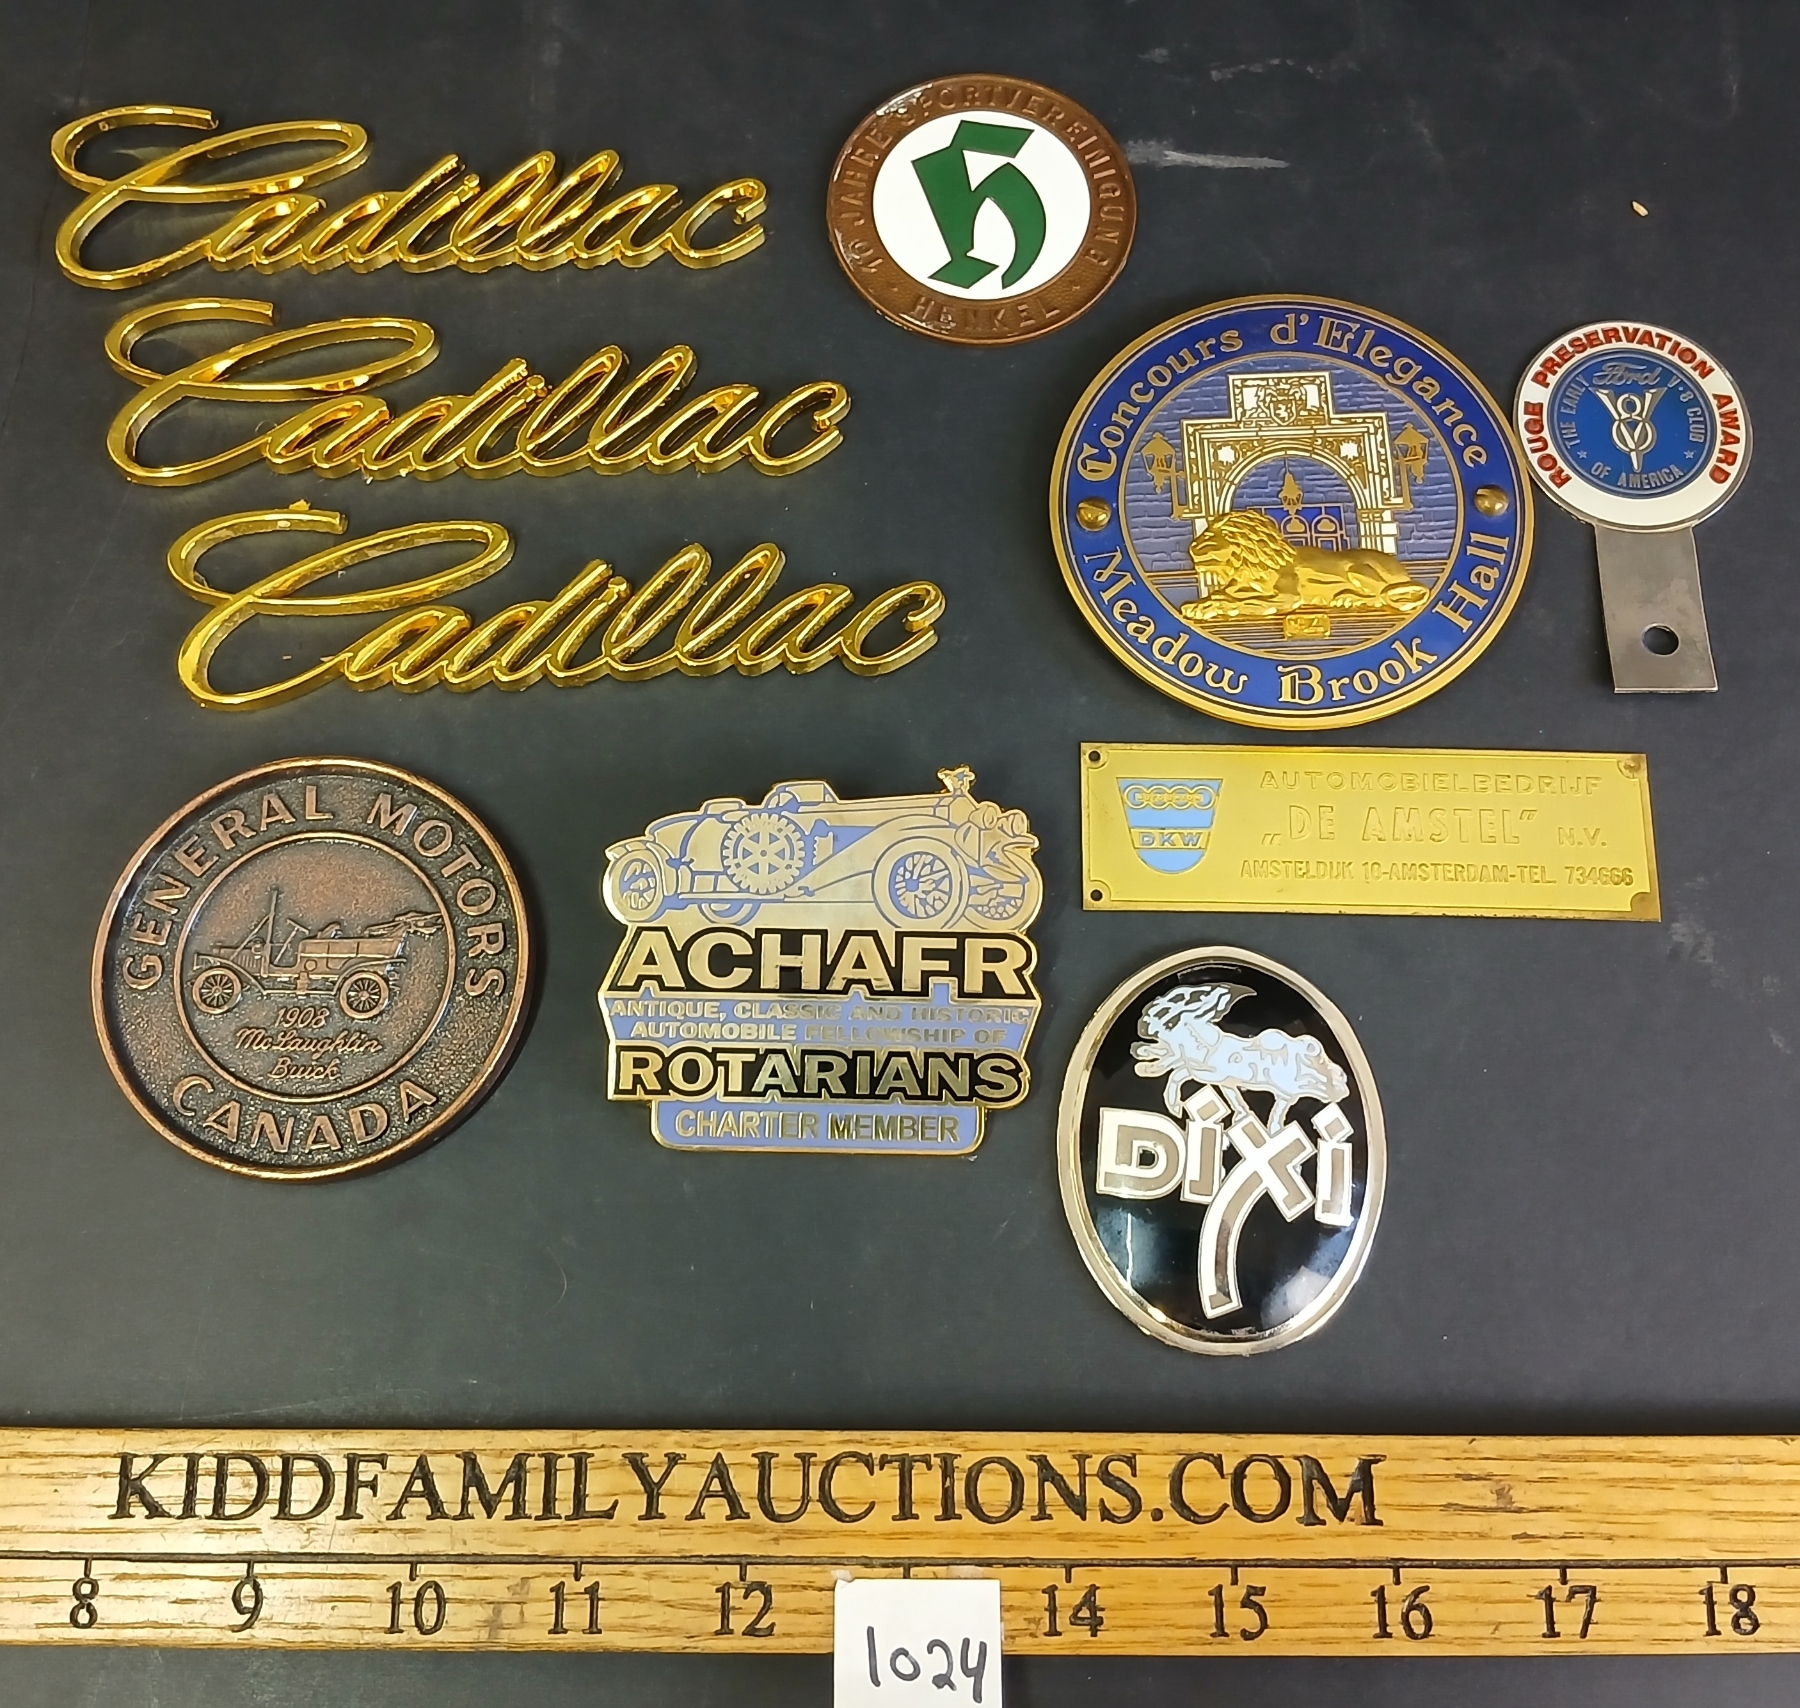 Cadillac
Cadillac
Cadillac
JAHRE SPORTVEREINIGUNG
HENKEL
H
Concours d'Elegance
Meadow Brook Hall
ROUGE PRESERVATION AWARD
THE EARLY Ford V·8 CLUB
OF AMERICA
V8
GENERAL MOTORS
1908
McLaughlin
Buick
CANADA
ACHAFR
ANTIQUE, CLASSIC AND HISTORIC
AUTOMOBILE FELLOWSHIP OF
ROTARIANS
CHARTER MEMBER
DKW
AUTOMOBIELBEDRIJF
„DE AMSTEL" N.V.
AMSTELDIJK 10-AMSTERDAM-TEL. 734666
DiXi
KIDDFAMILYAUCTIONS.COM
8 9 10 11 12 14 15 16 17 18
1024